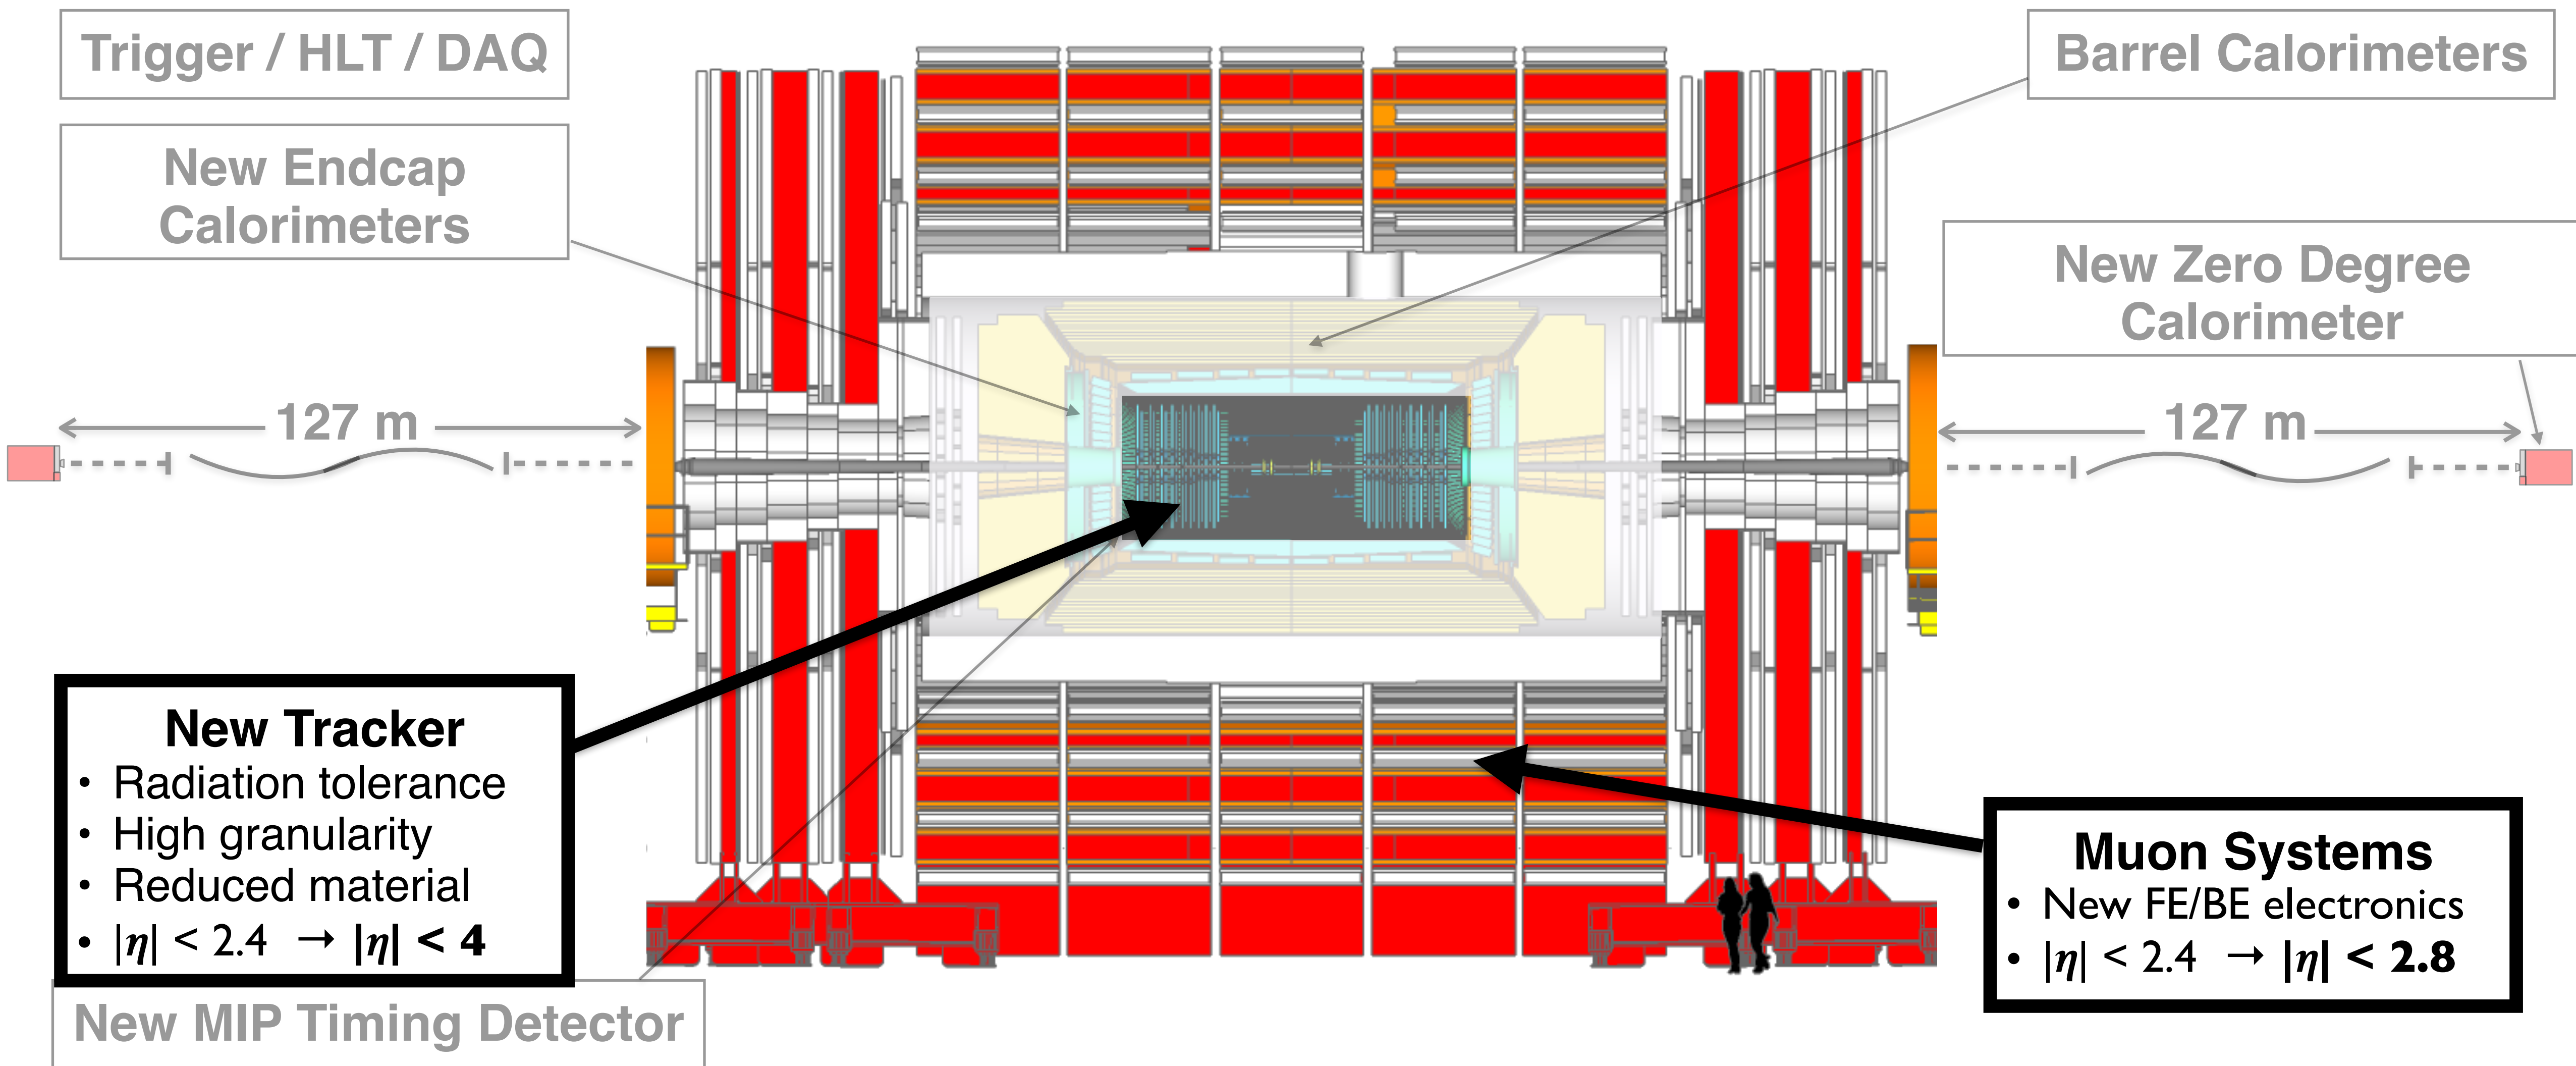 Trigger / HLT / DAQ
Barrel Calorimeters
New Endcap
Calorimeters
New Zero Degree
Calorimeter
127 m
127 m
New Tracker
• Radiation tolerance
• High granularity
• Reduced material
• |η| < 2.4 → |η| < 4
Muon Systems
• New FE/BE electronics
• |η| < 2.4 → |η| < 2.8
New MIP Timing Detector